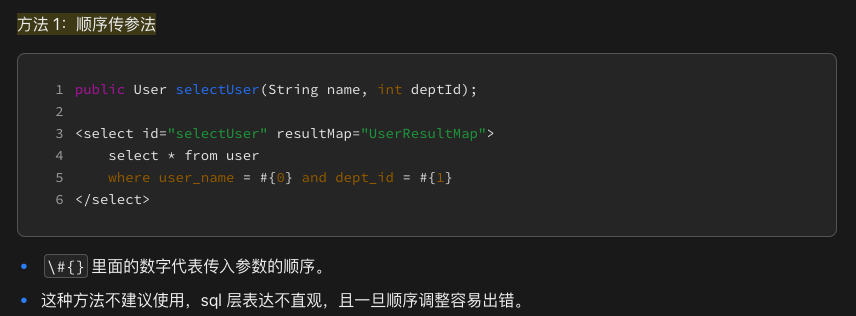 方法 1：顺序传参法
1 public User selectUser(String name, int deptId);
2
3 <select id="selectUser" resultMap="UserResultMap">
4     select * from user
5     where user_name = #{0} and dept_id = #{1}
6 </select>
• \#{} 里面的数字代表传入参数的顺序。
• 这种方法不建议使用，sql 层表达不直观，且一旦顺序调整容易出错。